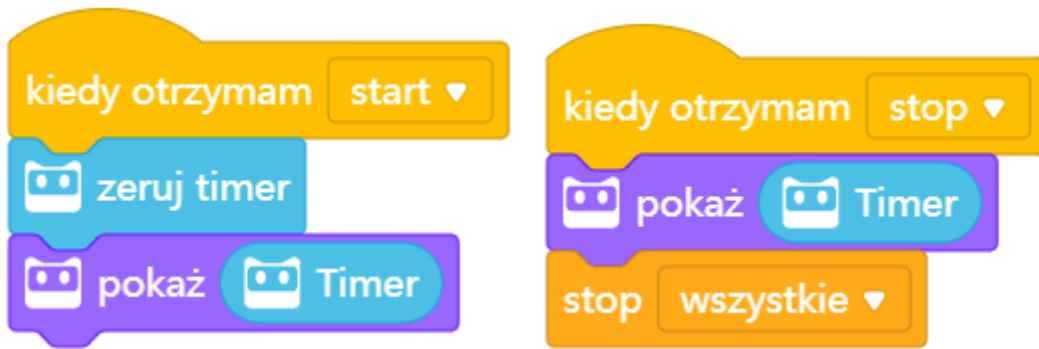 kiedy otrzymam start
zeruj timer
pokaż Timer
kiedy otrzymam stop
pokaż Timer
stop wszystkie